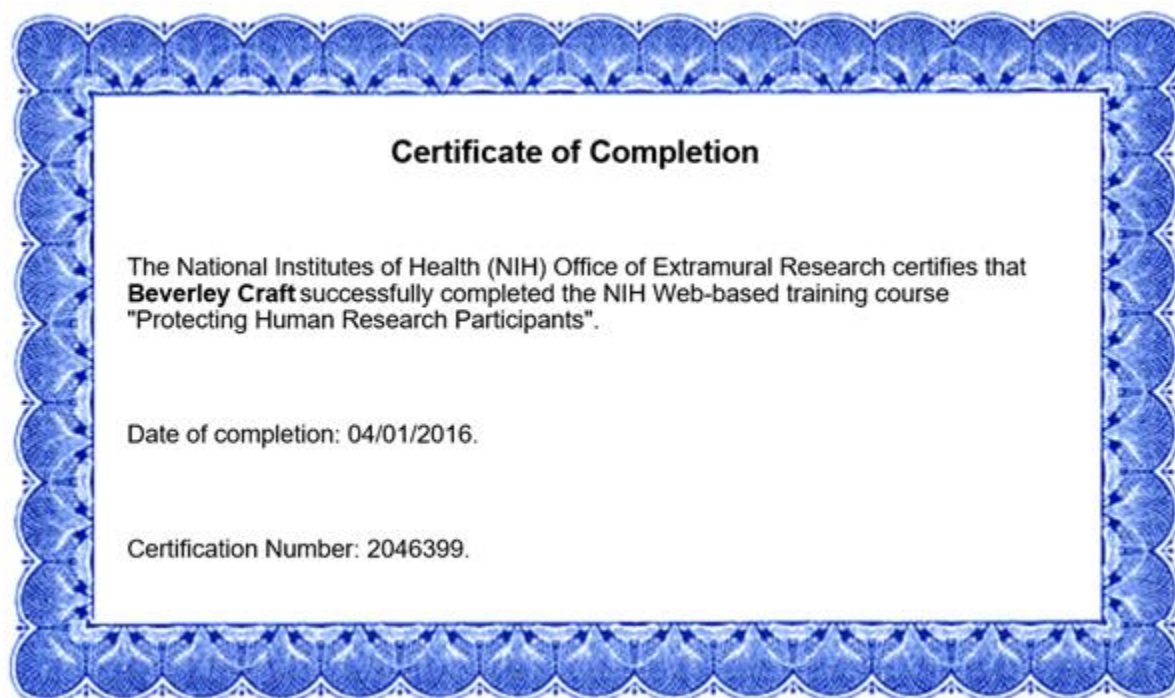 Certificate of Completion
The National Institutes of Health (NIH) Office of Extramural Research certifies that
Beverley Craft successfully completed the NIH Web-based training course
"Protecting Human Research Participants".
Date of completion: 04/01/2016.
Certification Number: 2046399.